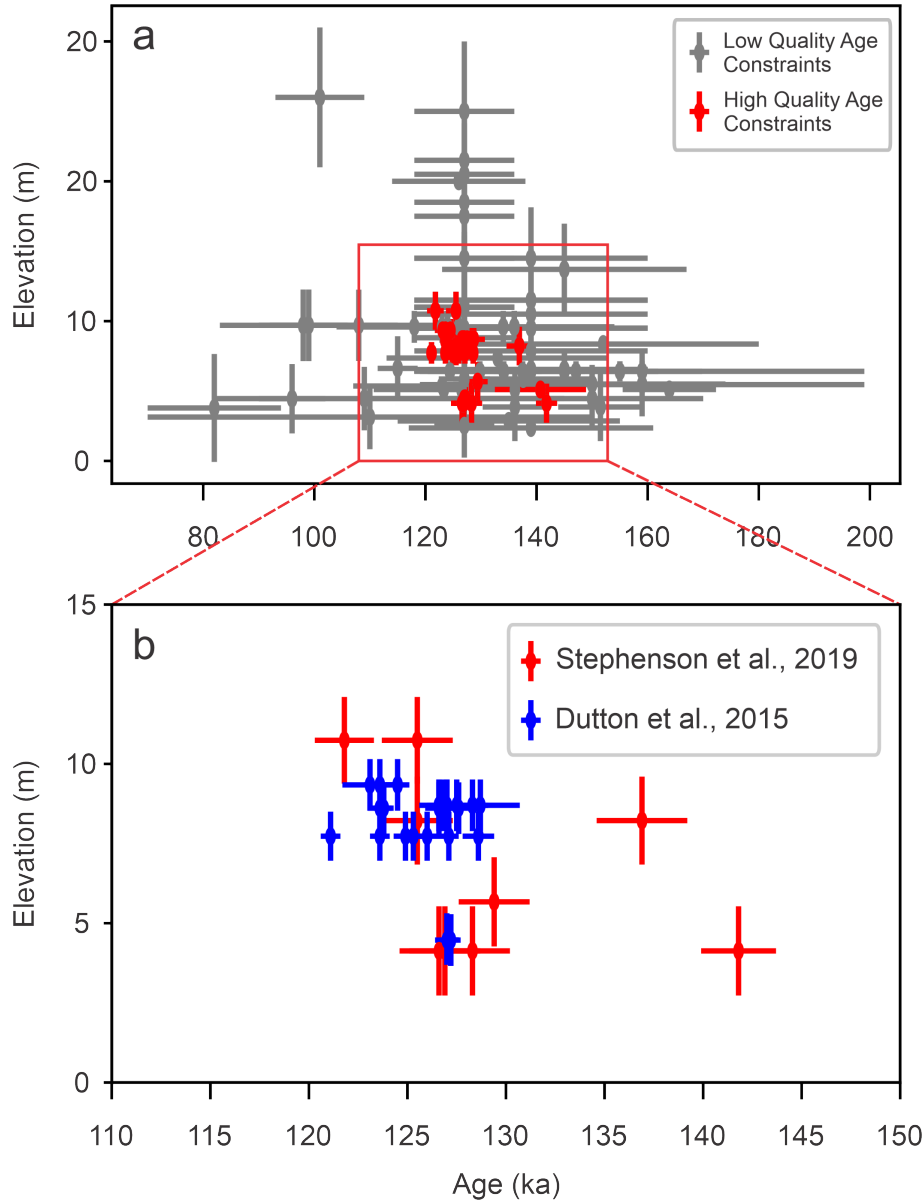 a
Low Quality Age
Constraints
High Quality Age
Constraints
20
20
10
0
Elevation (m)
80
100
120
140
160
180
200
b
Stephenson et al., 2019
Dutton et al., 2015
15
10
5
0
Elevation (m)
110
115
120
125
130
135
140
145
150
Age (ka)